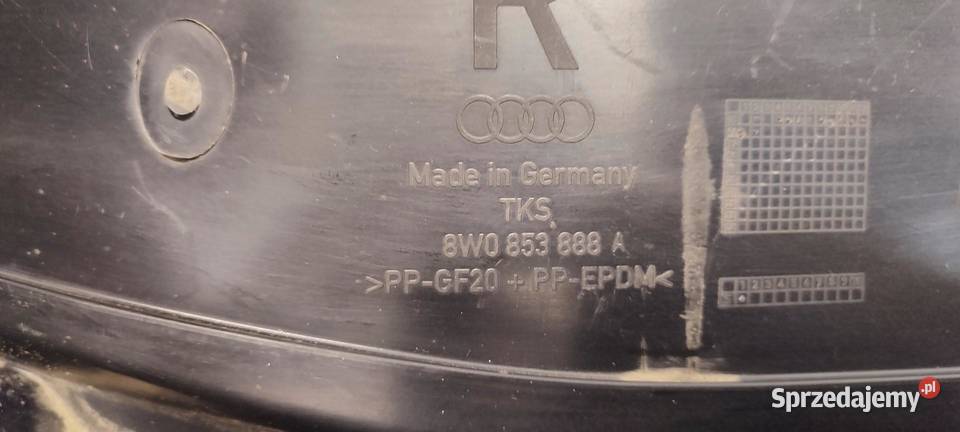 R
Made in Germany
TKS
8W0 853 888 A
>PP-GF20 + PP-EPDM<
Sprzedajemy.pl